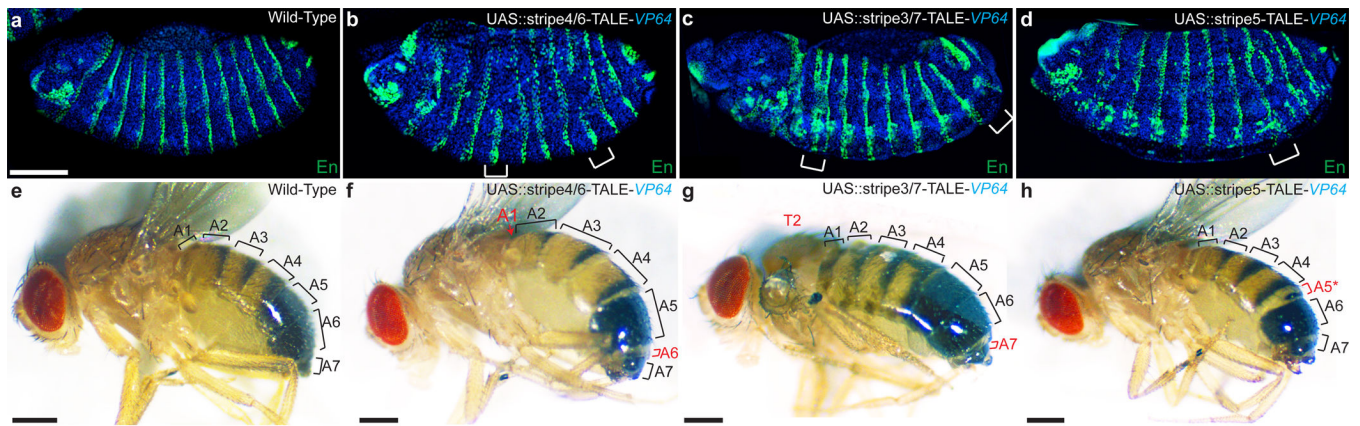 a Wild-Type
En
b UAS::stripe4/6-TALE-VP64
En
c UAS::stripe3/7-TALE-VP64
En
d UAS::stripe5-TALE-VP64
En
e Wild-Type
A1 A2 A3 A4 A5 A6 A7
f UAS::stripe4/6-TALE-VP64
A1 A2 A3 A4 A5 A6 A7
g UAS::stripe3/7-TALE-VP64
T2 A1 A2 A3 A4 A5 A6 A7
h UAS::stripe5-TALE-VP64
A1 A2 A3 A4 A5* A6 A7